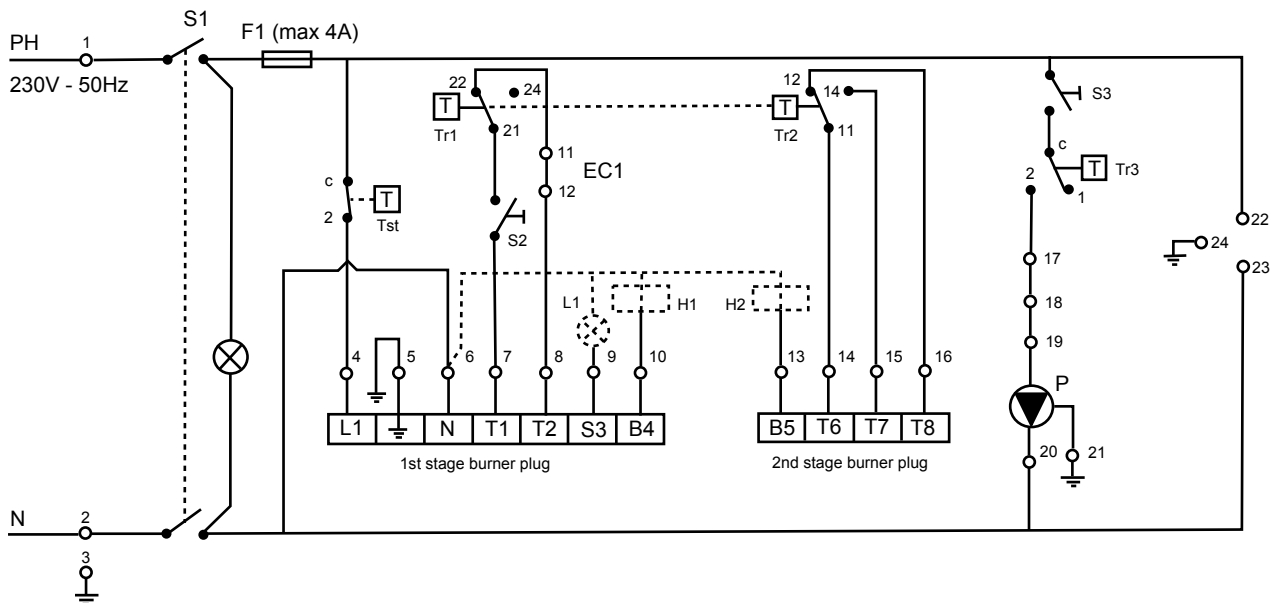 S1
PH
1
F1 (max 4A)
230V - 50Hz
22
24
T
Tr1
21
11
EC1
12
12
14
T
Tr2
11
S3
c
T
Tr3
2
1
c
T
2
Tst
S2
22
24
23
17
18
19
L1
H1
H2
4
5
6
7
8
9
10
13
14
15
16
P
L1
N
T1
T2
S3
B4
B5
T6
T7
T8
1st stage burner plug
2nd stage burner plug
20
21
N
2
3